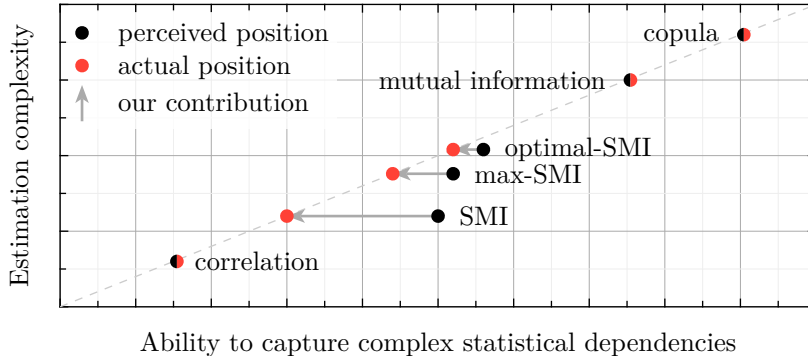 Estimation complexity
perceived position
actual position
our contribution
copula
mutual information
optimal-SMI
max-SMI
SMI
correlation
Ability to capture complex statistical dependencies